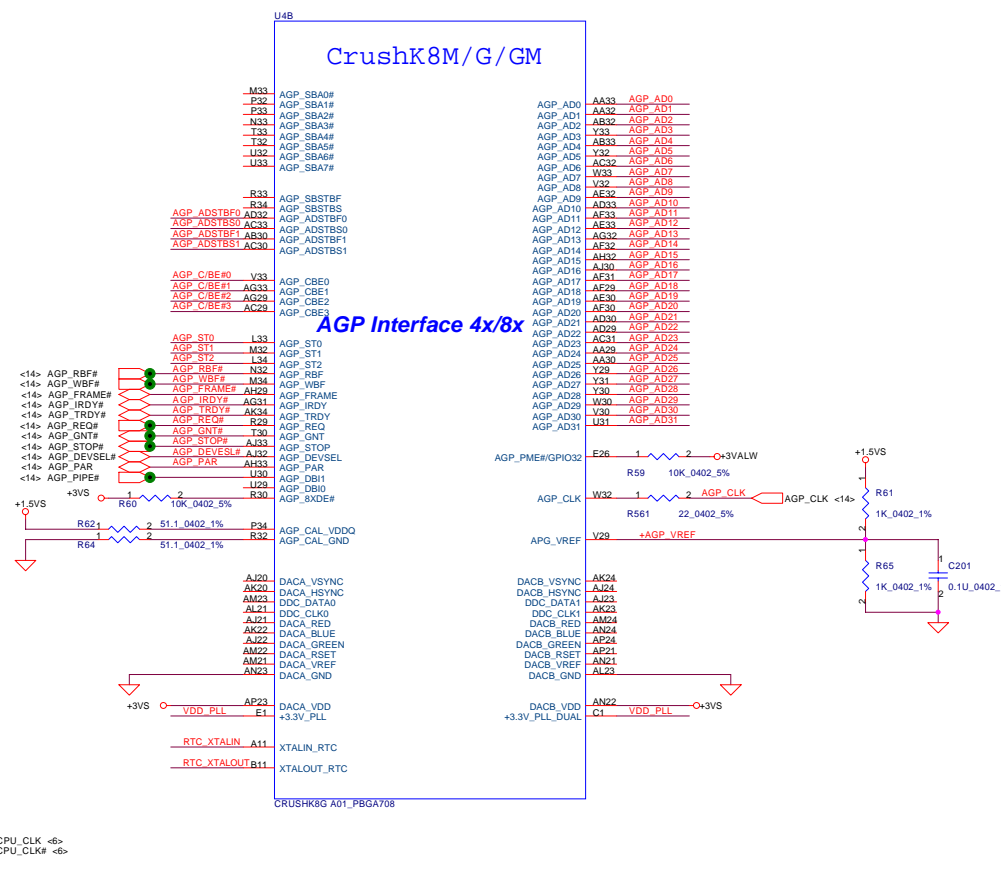 U4B
CrushK8M/G/GM
M33 AGP_SBA0#
P32 AGP_SBA1#
P33 AGP_SBA2#
N33 AGP_SBA3#
T33 AGP_SBA4#
T32 AGP_SBA5#
U32 AGP_SBA6#
U33 AGP_SBA7#
R33 AGP_SBSTBF
R34 AGP_SBSTBS
AGP_ADSTBF0 AD32 AGP_ADSTBF0
AGP_ADSTBS0 AC33 AGP_ADSTBS0
AGP_ADSTBF1 AB30 AGP_ADSTBF1
AGP_ADSTBS1 AC30 AGP_ADSTBS1
AGP_C/BE#0 V33 AGP_CBE0
AGP_C/BE#1 AG33 AGP_CBE1
AGP_C/BE#2 AG29 AGP_CBE2
AGP_C/BE#3 AC29 AGP_CBE3
AGP Interface 4x/8x
AGP_ST0 L33 AGP_ST0
AGP_ST1 M32 AGP_ST1
AGP_ST2 L34 AGP_ST2
<14> AGP_RBF# AGP_RBF# N32 AGP_RBF
<14> AGP_WBF# AGP_WBF# M34 AGP_WBF
<14> AGP_FRAME# AGP_FRAME# AH29 AGP_FRAME
<14> AGP_IRDY# AGP_IRDY# AG31 AGP_IRDY
<14> AGP_TRDY# AGP_TRDY# AK34 AGP_TRDY
<14> AGP_REQ# AGP_REQ# R29 AGP_REQ
<14> AGP_GNT# AGP_GNT# T30 AGP_GNT
<14> AGP_STOP# AGP_STOP# AJ33 AGP_STOP
<14> AGP_DEVSEL# AGP_DEVESL# AJ32 AGP_DEVSEL
<14> AGP_PAR AGP_PAR AH33 AGP_PAR
<14> AGP_PIPE# U30 AGP_DBI1
U29 AGP_DBI0
+3VS R60 1 2 10K_0402_5% R30 AGP_8XDE#
+1.5VS
R62 1 2 51.1_0402_1% P34 AGP_CAL_VDDQ
R64 1 2 51.1_0402_1% R32 AGP_CAL_GND
AJ20 DACA_VSYNC
AK20 DACA_HSYNC
AM23 DDC_DATA0
AL21 DDC_CLK0
AJ21 DACA_RED
AK22 DACA_BLUE
AJ22 DACA_GREEN
AM22 DACA_RSET
AM21 DACA_VREF
AN23 DACA_GND
+3VS AP23 DACA_VDD
VDD_PLL E1 +3.3V_PLL
RTC_XTALIN A11 XTALIN_RTC
RTC_XTALOUT B11 XTALOUT_RTC
AGP_AD0 AA33 AGP_AD0
AGP_AD1 AA32 AGP_AD1
AGP_AD2 AB32 AGP_AD2
AGP_AD3 Y33 AGP_AD3
AGP_AD4 AB33 AGP_AD4
AGP_AD5 Y32 AGP_AD5
AGP_AD6 AC32 AGP_AD6
AGP_AD7 W33 AGP_AD7
AGP_AD8 V32 AGP_AD8
AGP_AD9 AE32 AGP_AD9
AGP_AD10 AD33 AGP_AD10
AGP_AD11 AF33 AGP_AD11
AGP_AD12 AE33 AGP_AD12
AGP_AD13 AG32 AGP_AD13
AGP_AD14 AF32 AGP_AD14
AGP_AD15 AH32 AGP_AD15
AGP_AD16 AJ30 AGP_AD16
AGP_AD17 AF31 AGP_AD17
AGP_AD18 AF29 AGP_AD18
AGP_AD19 AE30 AGP_AD19
AGP_AD20 AF30 AGP_AD20
AGP_AD21 AD30 AGP_AD21
AGP_AD22 AD29 AGP_AD22
AGP_AD23 AC31 AGP_AD23
AGP_AD24 AA29 AGP_AD24
AGP_AD25 AA30 AGP_AD25
AGP_AD26 Y29 AGP_AD26
AGP_AD27 Y31 AGP_AD27
AGP_AD28 Y30 AGP_AD28
AGP_AD29 W30 AGP_AD29
AGP_AD30 V30 AGP_AD30
AGP_AD31 U31 AGP_AD31
AGP_PME#/GPIO32 E26 1 2 +3VALW
R59 10K_0402_5%
AGP_CLK W32 1 2 AGP_CLK AGP_CLK <14>
R561 22_0402_5%
+1.5VS
1 R61
1K_0402_1%
2
APG_VREF V29 +AGP_VREF
1 R65
1K_0402_1%
2
1 C201
0.1U_0402_
2
DACB_VSYNC AK24
DACB_HSYNC AJ24
DDC_DATA1 AJ23
DDC_CLK1 AK23
DACB_RED AM24
DACB_BLUE AN24
DACB_GREEN AP24
DACB_RSET AP21
DACB_VREF AN21
DACB_GND AL23
DACB_VDD AN22 +3VS
+3.3V_PLL_DUAL C1 VDD_PLL
CRUSHK8G A01_PBGA708
CPU_CLK <6>
CPU_CLK# <6>